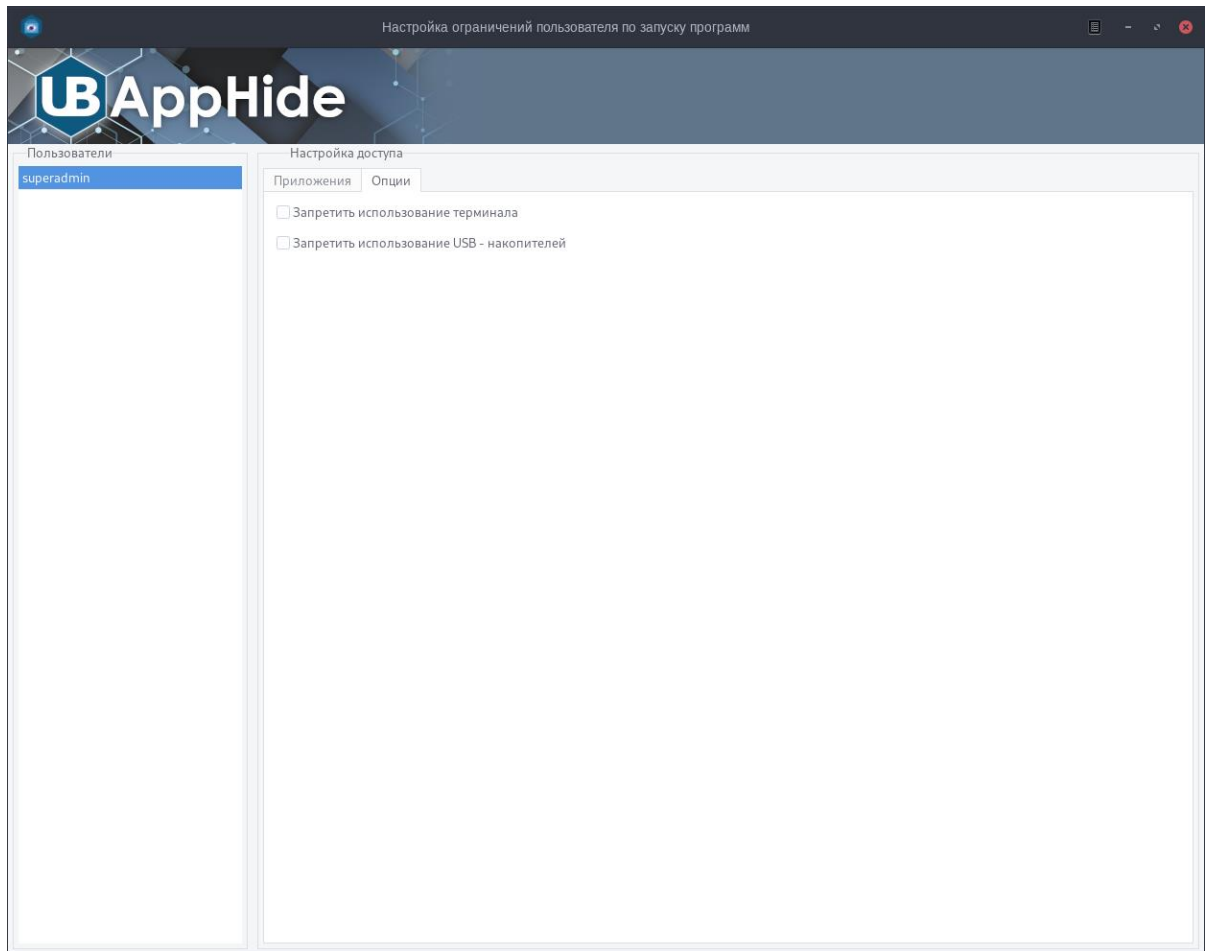 Настройка ограничений пользователя по запуску программ
UB AppHide
Пользователи
superadmin
Настройка доступа
Приложения Опции
Запретить использование терминала
Запретить использование USB - накопителей